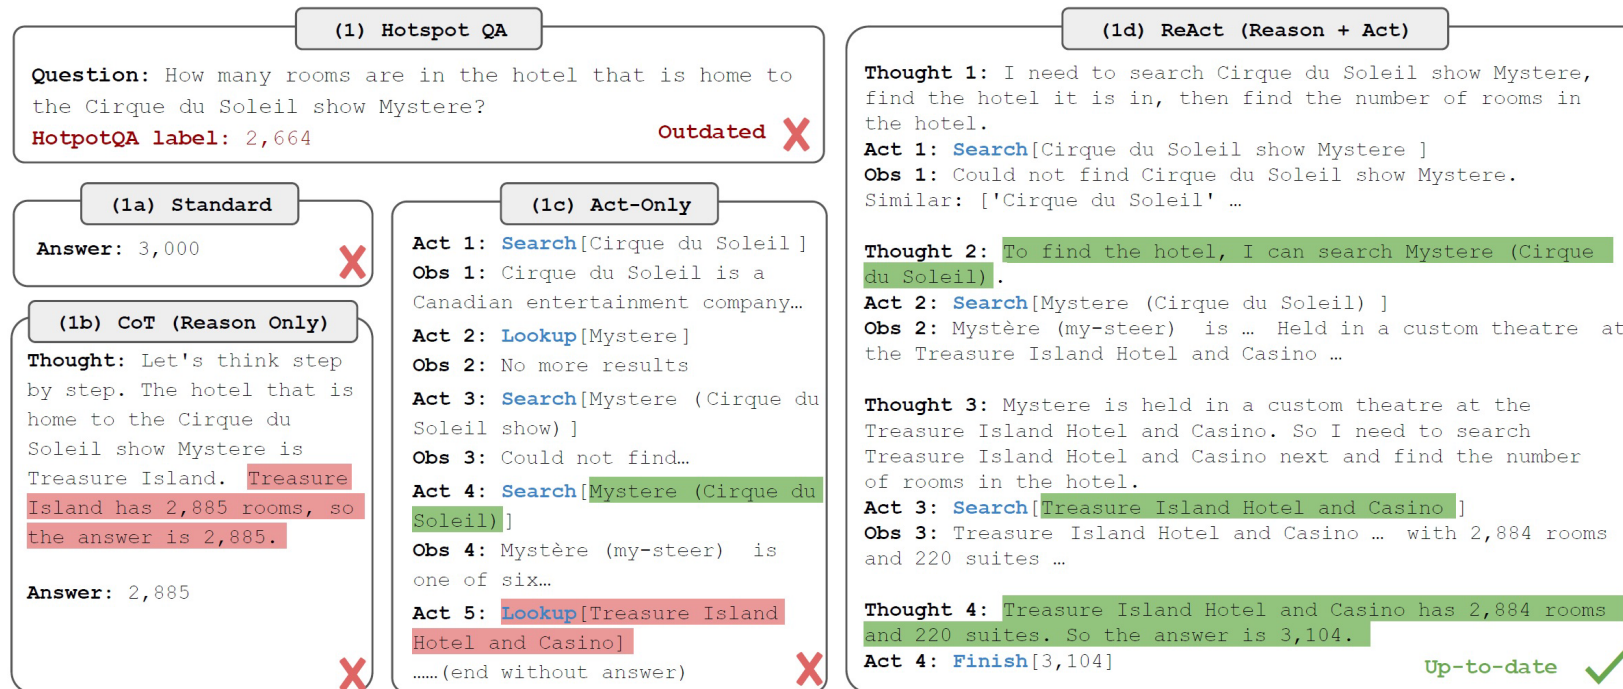 (1) Hotspot QA
Question: How many rooms are in the hotel that is home to
the Cirque du Soleil show Mystere?
HotpotQA label: 2,664
Outdated
(1a) Standard
Answer: 3,000
(1b) CoT (Reason Only)
Thought: Let's think step
by step. The hotel that is
home to the Cirque du
Soleil show Mystere is
Treasure Island. Treasure
Island has 2,885 rooms, so
the answer is 2,885.
Answer: 2,885
(1c) Act-Only
Act 1: Search[Cirque du Soleil ]
Obs 1: Cirque du Soleil is a
Canadian entertainment company…
Act 2: Lookup[Mystere]
Obs 2: No more results
Act 3: Search[Mystere (Cirque du
Soleil show) ]
Obs 3: Could not find…
Act 4: Search[Mystere (Cirque du
Soleil)]
Obs 4: Mystère (my-steer) is
one of six…
Act 5: Lookup[Treasure Island
Hotel and Casino]
……(end without answer)
(1d) ReAct (Reason + Act)
Thought 1: I need to search Cirque du Soleil show Mystere,
find the hotel it is in, then find the number of rooms in
the hotel.
Act 1: Search[Cirque du Soleil show Mystere ]
Obs 1: Could not find Cirque du Soleil show Mystere.
Similar: ['Cirque du Soleil' …
Thought 2: To find the hotel, I can search Mystere (Cirque
du Soleil).
Act 2: Search[Mystere (Cirque du Soleil) ]
Obs 2: Mystère (my-steer) is … Held in a custom theatre at
the Treasure Island Hotel and Casino …
Thought 3: Mystere is held in a custom theatre at the
Treasure Island Hotel and Casino. So I need to search
Treasure Island Hotel and Casino next and find the number
of rooms in the hotel.
Act 3: Search[Treasure Island Hotel and Casino ]
Obs 3: Treasure Island Hotel and Casino … with 2,884 rooms
and 220 suites …
Thought 4: Treasure Island Hotel and Casino has 2,884 rooms
and 220 suites. So the answer is 3,104.
Act 4: Finish[3,104]
Up-to-date